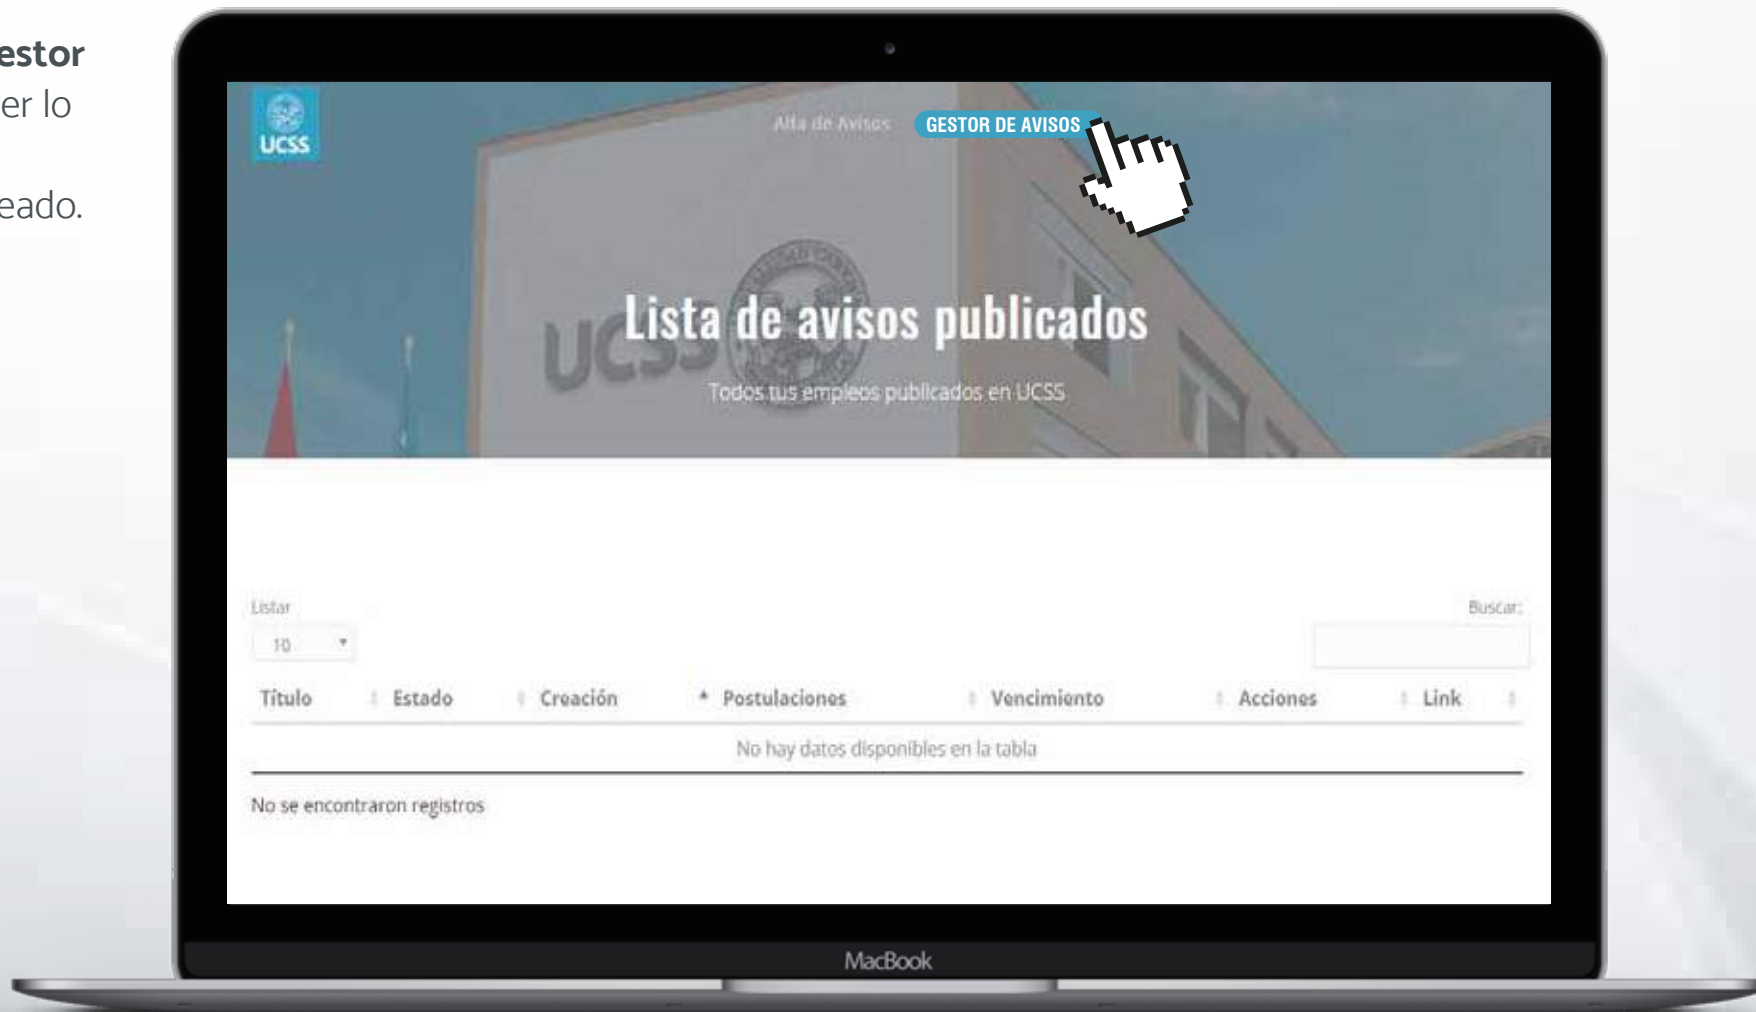 estor
er lo
eado.
UCSS
Alta de Avisos GESTOR DE AVISOS
UCSS
Lista de avisos publicados
Todos tus empleos publicados en UCSS
Listar
Buscar:
10
Título Estado Creación Postulaciones Vencimiento Acciones Link
No hay datos disponibles en la tabla
No se encontraron registros
MacBook